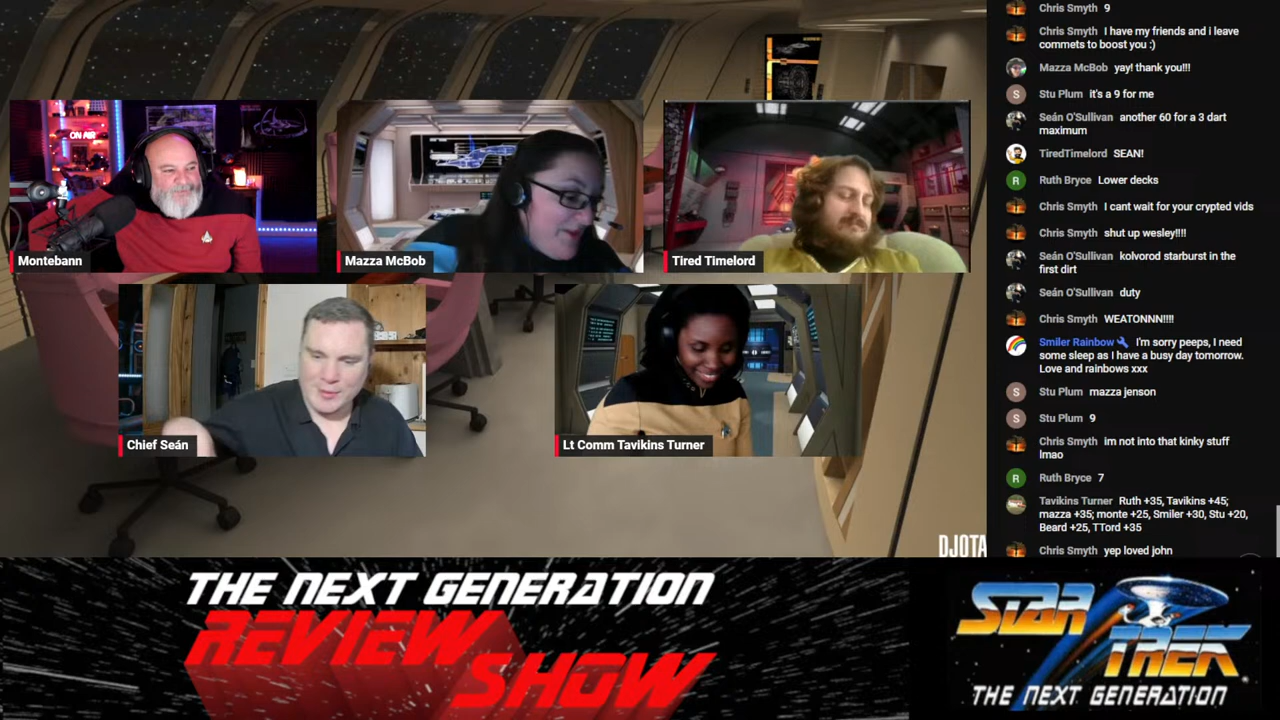 ON AIR
Montebann
Mazza McBob
Tired Timelord
Chief Seán
Lt Comm Tavikins Turner
DJOTA
Chris Smyth 9
Chris Smyth I have my friends and i leave
commets to boost you :)
Mazza McBob yay! thank you!!!
S
Stu Plum it's a 9 for me
Seán O'Sullivan another 60 for a 3 dart
maximum
TiredTimelord SEAN!
R
Ruth Bryce Lower decks
Chris Smyth I cant wait for your crypted vids
Chris Smyth shut up wesley!!!!
Seán O'Sullivan kolvorod starburst in the
first dirt
Seán O'Sullivan duty
Chris Smyth WEATONNN!!!!
Smiler Rainbow I'm sorry peeps, I need
some sleep as I have a busy day tomorrow.
Love and rainbows xxx
S
Stu Plum mazza jenson
S
Stu Plum 9
Chris Smyth im not into that kinky stuff
lmao
R
Ruth Bryce 7
Tavikins Turner Ruth +35, Tavikins +45;
mazza +35; monte +25, Smiler +30, Stu +20,
Beard +25, TTord +35
Chris Smyth yep loved john
THE NEXT GENERATION
REVIEW
SHOW
STAR
TREK
THE NEXT GENERATION